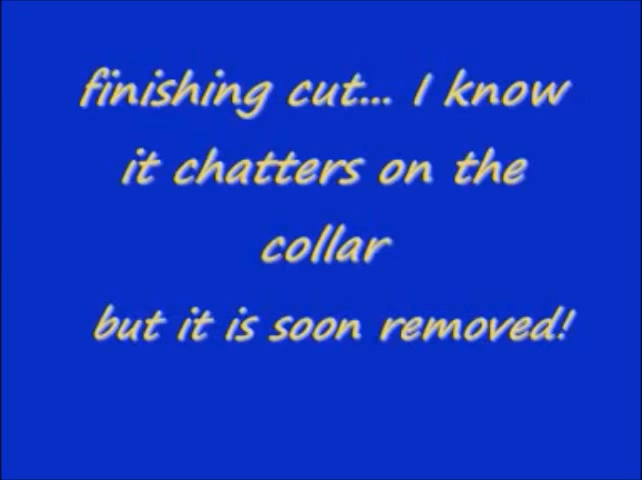 finishing cut... I know
it chatters on the
collar
but it is soon removed!